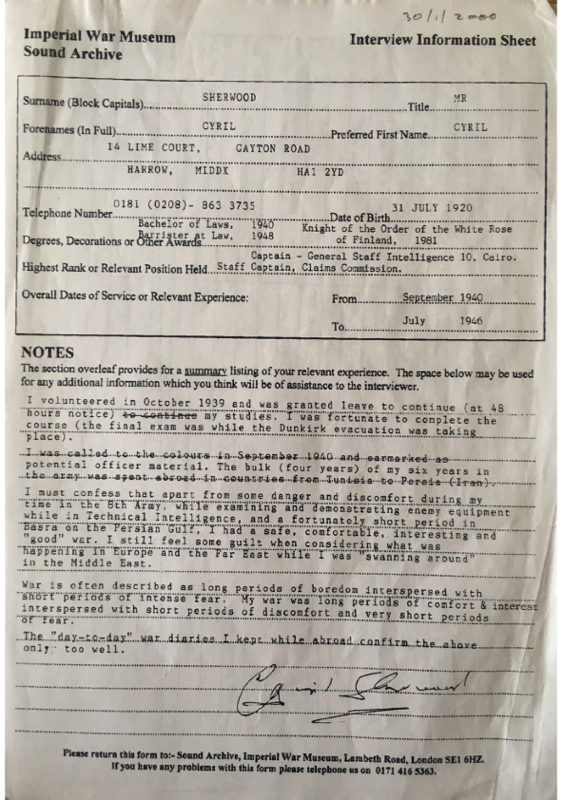 30/1/2000
Imperial War Museum
Sound Archive
Interview Information Sheet
Surname (Block Capitals) SHERWOOD Title MR
Forenames (In Full) CYRIL Preferred First Name CYRIL
Address 14 LIME COURT, GAYTON ROAD
HARROW, MIDDX HA1 2YD
Telephone Number 0181 (0208)- 863 3735 Date of Birth 31 JULY 1920
Degrees, Decorations or Other Awards Bachelor of Laws, 1940
Barrister at Law, 1948
Knight of the Order of the White Rose
of Finland, 1981
Highest Rank or Relevant Position Held Captain - General Staff Intelligence 10, Cairo.
Staff Captain, Claims Commission.
Overall Dates of Service or Relevant Experience: From September 1940
To July 1946
NOTES
The section overleaf provides for a summary listing of your relevant experience. The space below may be used
for any additional information which you think will be of assistance to the interviewer.
I volunteered in October 1939 and was granted leave to continue (at 48
hours notice) to continue my studies. I was fortunate to complete the
course (the final exam was while the Dunkirk evacuation was taking
place).
I was called to the colours in September 1940 and earmarked as
potential officer material. The bulk (four years) of my six years in
the army was spent abroad in countries from Tunisia to Persia (Iran).
I must confess that apart from some danger and discomfort during my
time in the 8th Army, while examining and demonstrating enemy equipment
while in Technical Intelligence, and a fortunately short period in
Basra on the Persian Gulf, I had a safe, comfortable, interesting and
"good" war. I still feel some guilt when considering what was
happening in Europe and the Far East while I was "swanning around"
in the Middle East.
War is often described as long periods of boredom interspersed with
short periods of intense fear. My war was long periods of comfort & interest
interspersed with short periods of discomfort and very short periods
of fear.
The "day-to-day" war diaries I kept while abroad confirm the above
only too well.
Cyril Sherwood
Please return this form to:- Sound Archive, Imperial War Museum, Lambeth Road, London SE1 6HZ.
If you have any problems with this form please telephone us on 0171 416 5363.